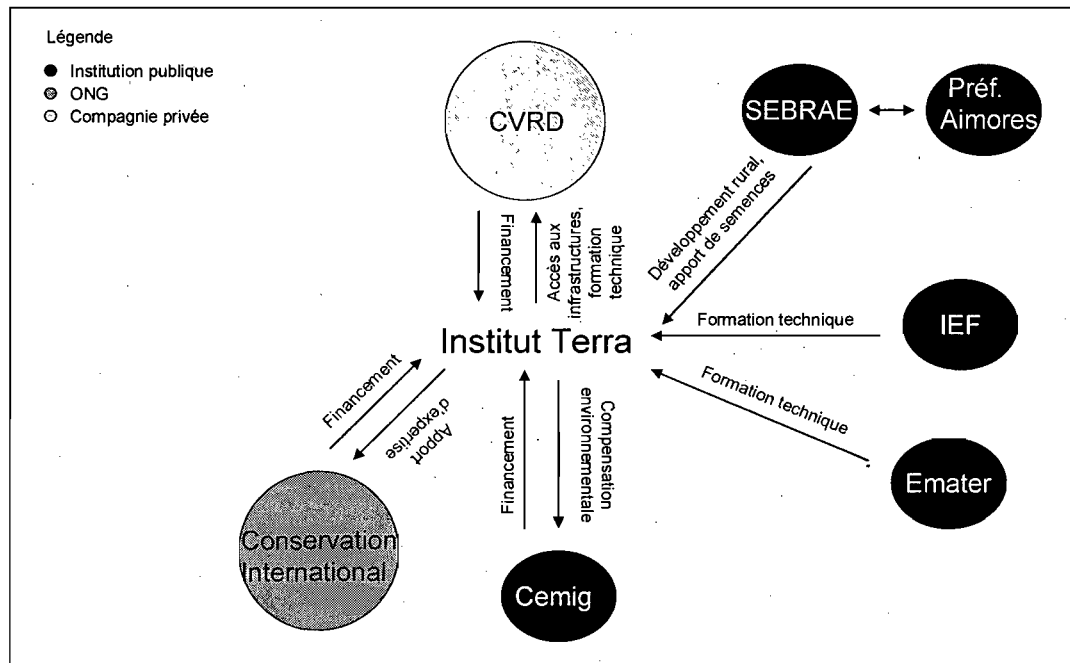 Légende
Institution publique
ONG
Compagnie privée
CVRD
SEBRAE
Préf.
Aimores
Financement
Accès aux
infrastructures,
formation
technique
Développement rural,
apport de semences
Formation technique
IEF
Institut Terra
Formation technique
Emater
Financement
Apport
d'expertise
Financement
Compensation
environnementale
Conservation
International
Cemig